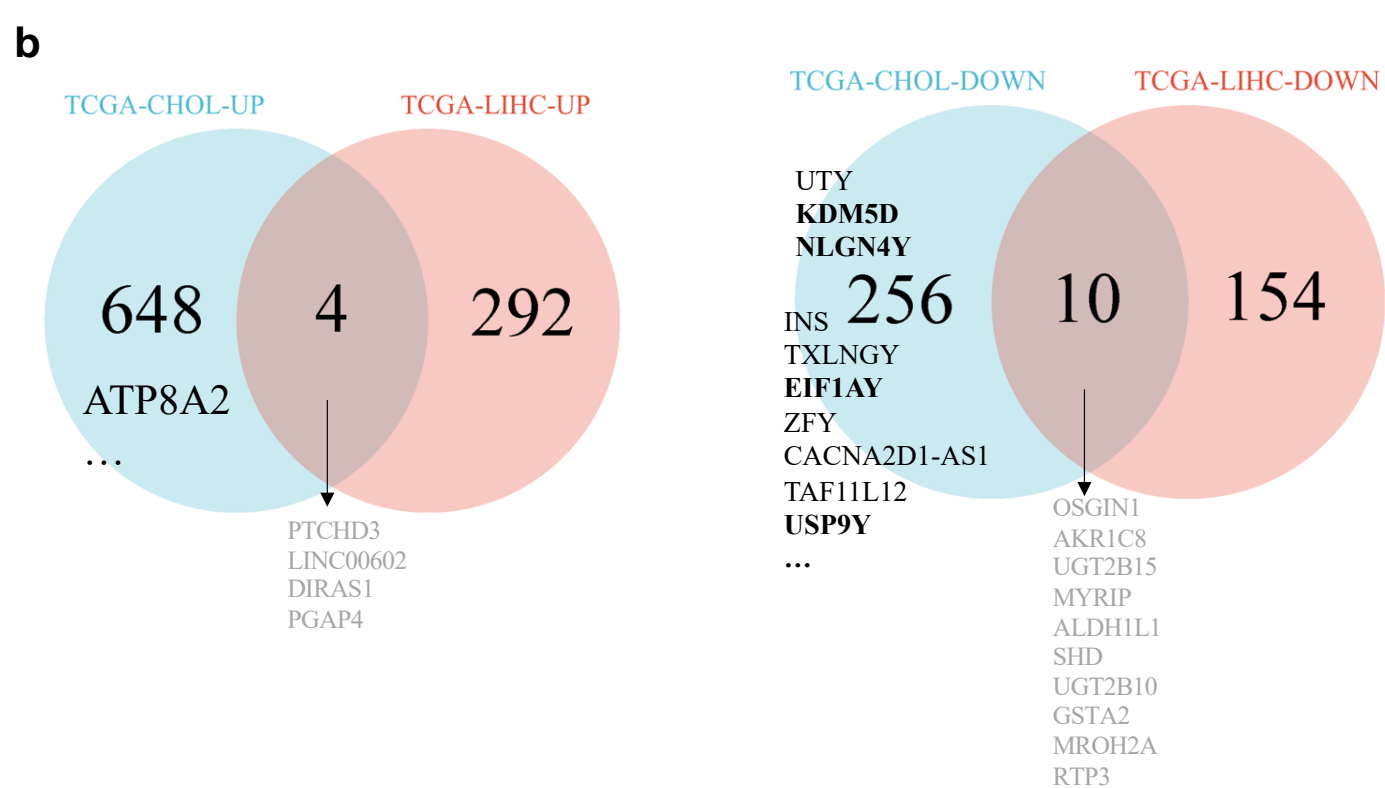 b
TCGA-CHOL-UP
TCGA-LIHC-UP
648
4
292
ATP8A2
...
PTCHD3
LINC00602
DIRAS1
PGAP4
TCGA-CHOL-DOWN
TCGA-LIHC-DOWN
UTY
KDM5D
NLGN4Y
256
10
154
INS
TXLNGY
EIF1AY
ZFY
CACNA2D1-AS1
TAF11L12
USP9Y
...
OSGIN1
AKR1C8
UGT2B15
MYRIP
ALDH1L1
SHD
UGT2B10
GSTA2
MROH2A
RTP3